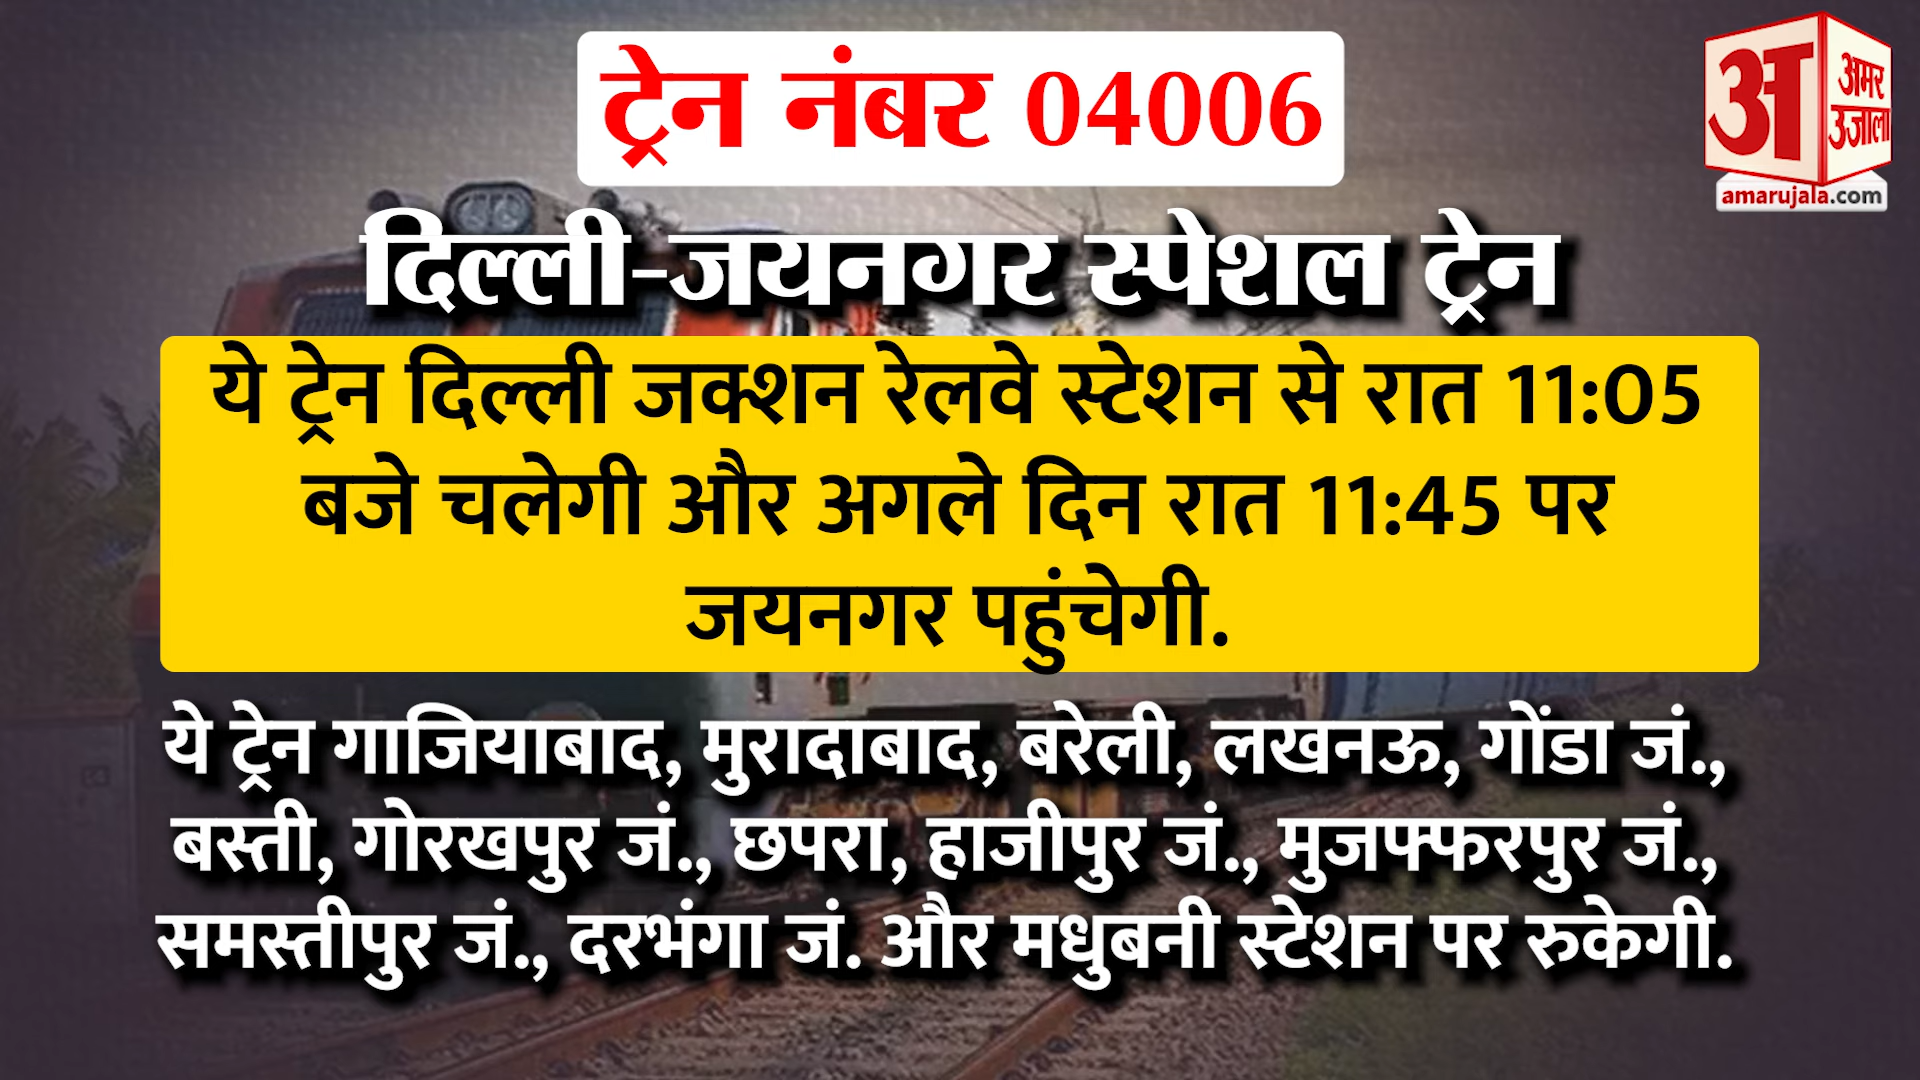 ट्रेन नंबर 04006
अ
अमर
उजाला
amarujala.com
दिल्ली-जयनगर स्पेशल ट्रेन
ये ट्रेन दिल्ली जक्शन रेलवे स्टेशन से रात 11:05
बजे चलेगी और अगले दिन रात 11:45 पर
जयनगर पहुंचेगी.
ये ट्रेन गाजियाबाद, मुरादाबाद, बरेली, लखनऊ, गोंडा जं.,
बस्ती, गोरखपुर जं., छपरा, हाजीपुर जं., मुजफ्फरपुर जं.,
समस्तीपुर जं., दरभंगा जं. और मधुबनी स्टेशन पर रुकेगी.